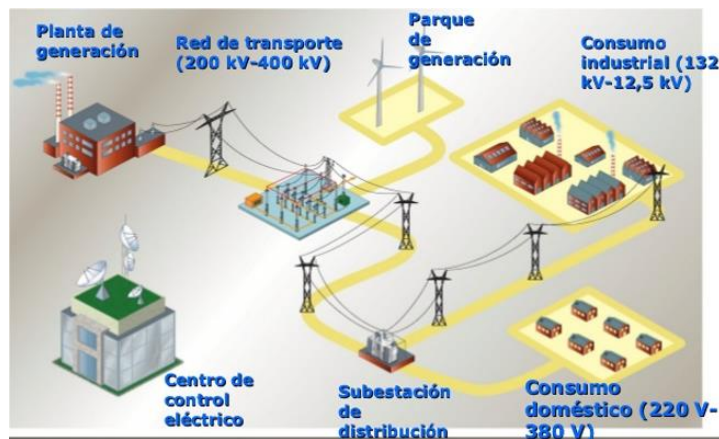 Planta de
generación
Red de transporte
(200 kV-400 kV)
Parque
de
generación
Consumo
industrial (132
kV-12,5 kV)
Centro de
control
eléctrico
Subestación
de
distribución
Consumo
doméstico (220 V-
380 V)